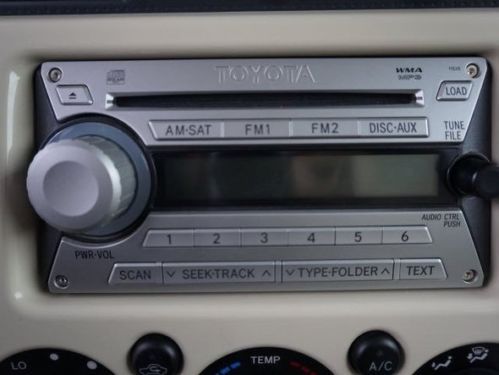 TOYOTA
WMA
LOAD
AM·SAT FM1 FM2 DISC·AUX
TUNE
FILE
AUDIO CTRL
PUSH
1 2 3 4 5 6
PWR·VOL
SCAN ∨ SEEK·TRACK ∧ ∨ TYPE·FOLDER ∧ TEXT
LO TEMP A/C